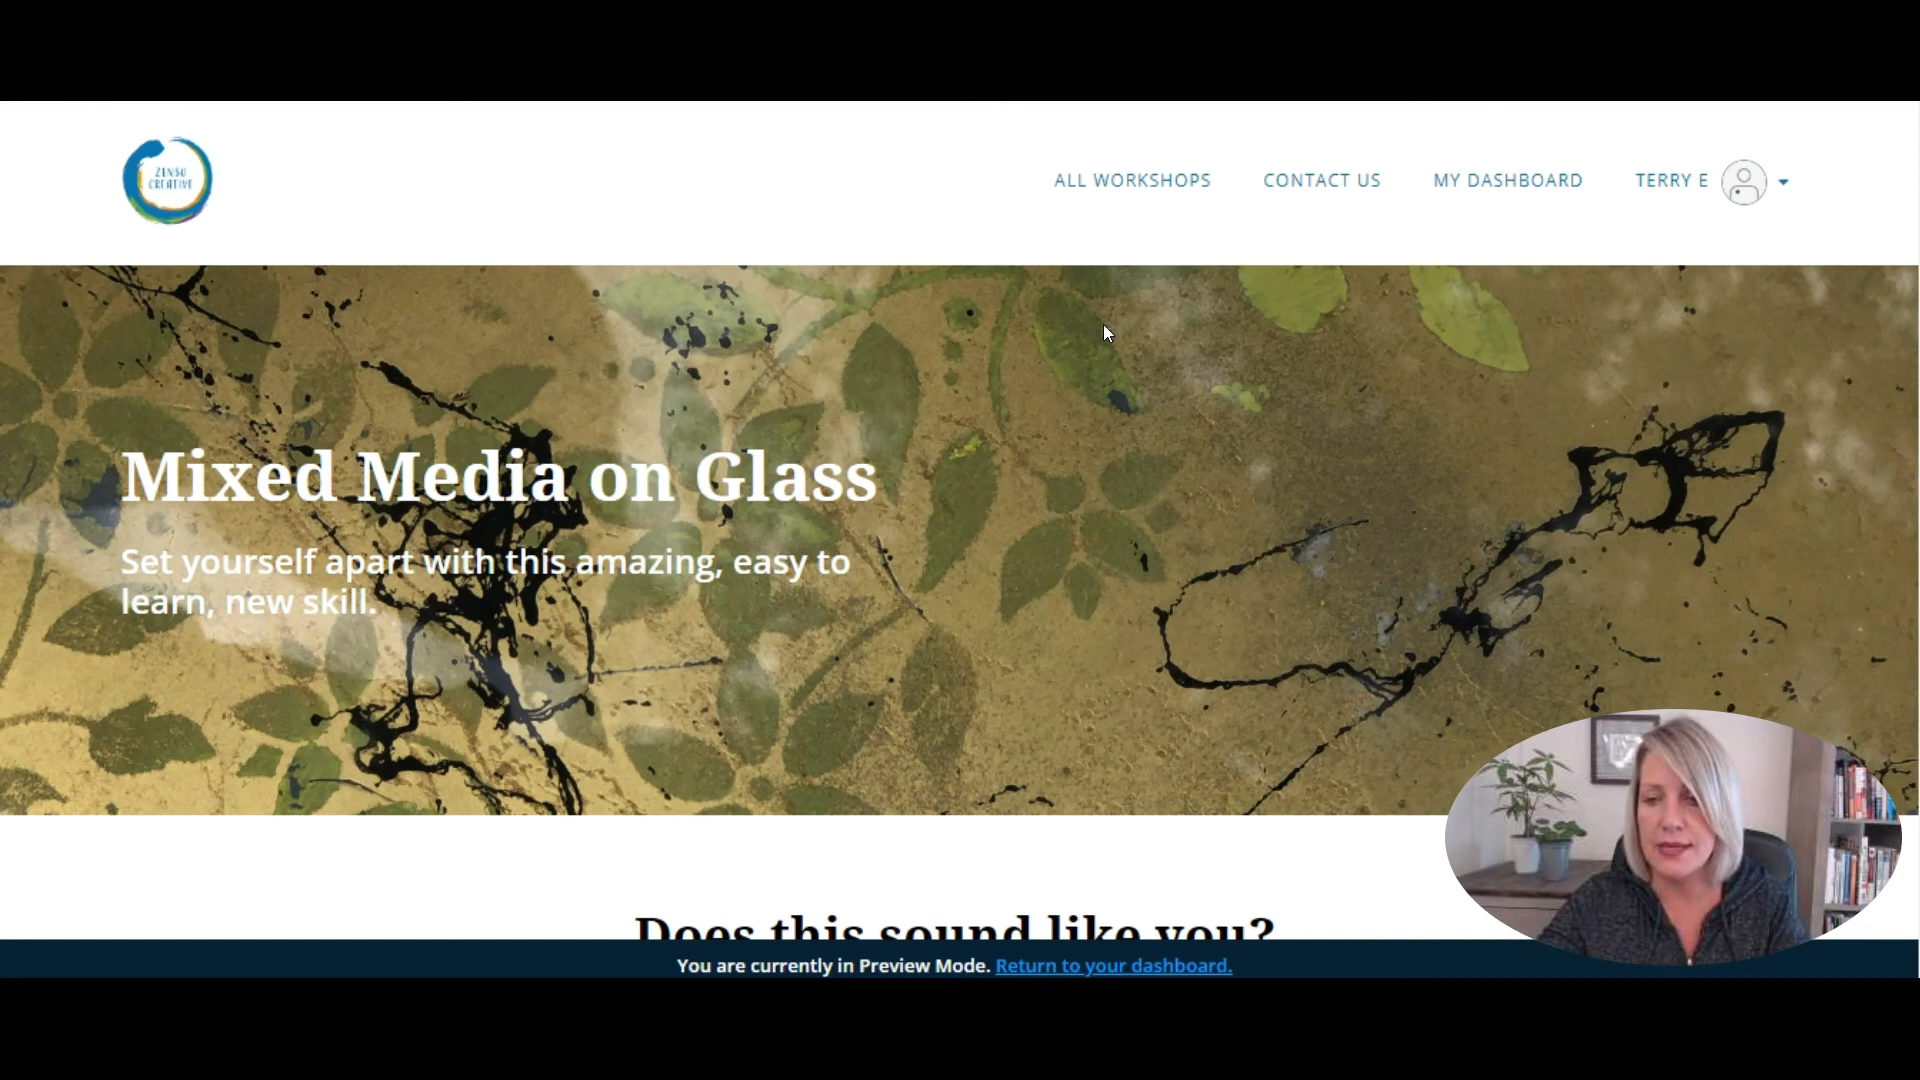 ZENSO
CREATIVE
ALL WORKSHOPS
CONTACT US
MY DASHBOARD
TERRY E
Mixed Media on Glass
Set yourself apart with this amazing, easy to
learn, new skill.
Does this sound like you?
You are currently in Preview Mode. Return to your dashboard.